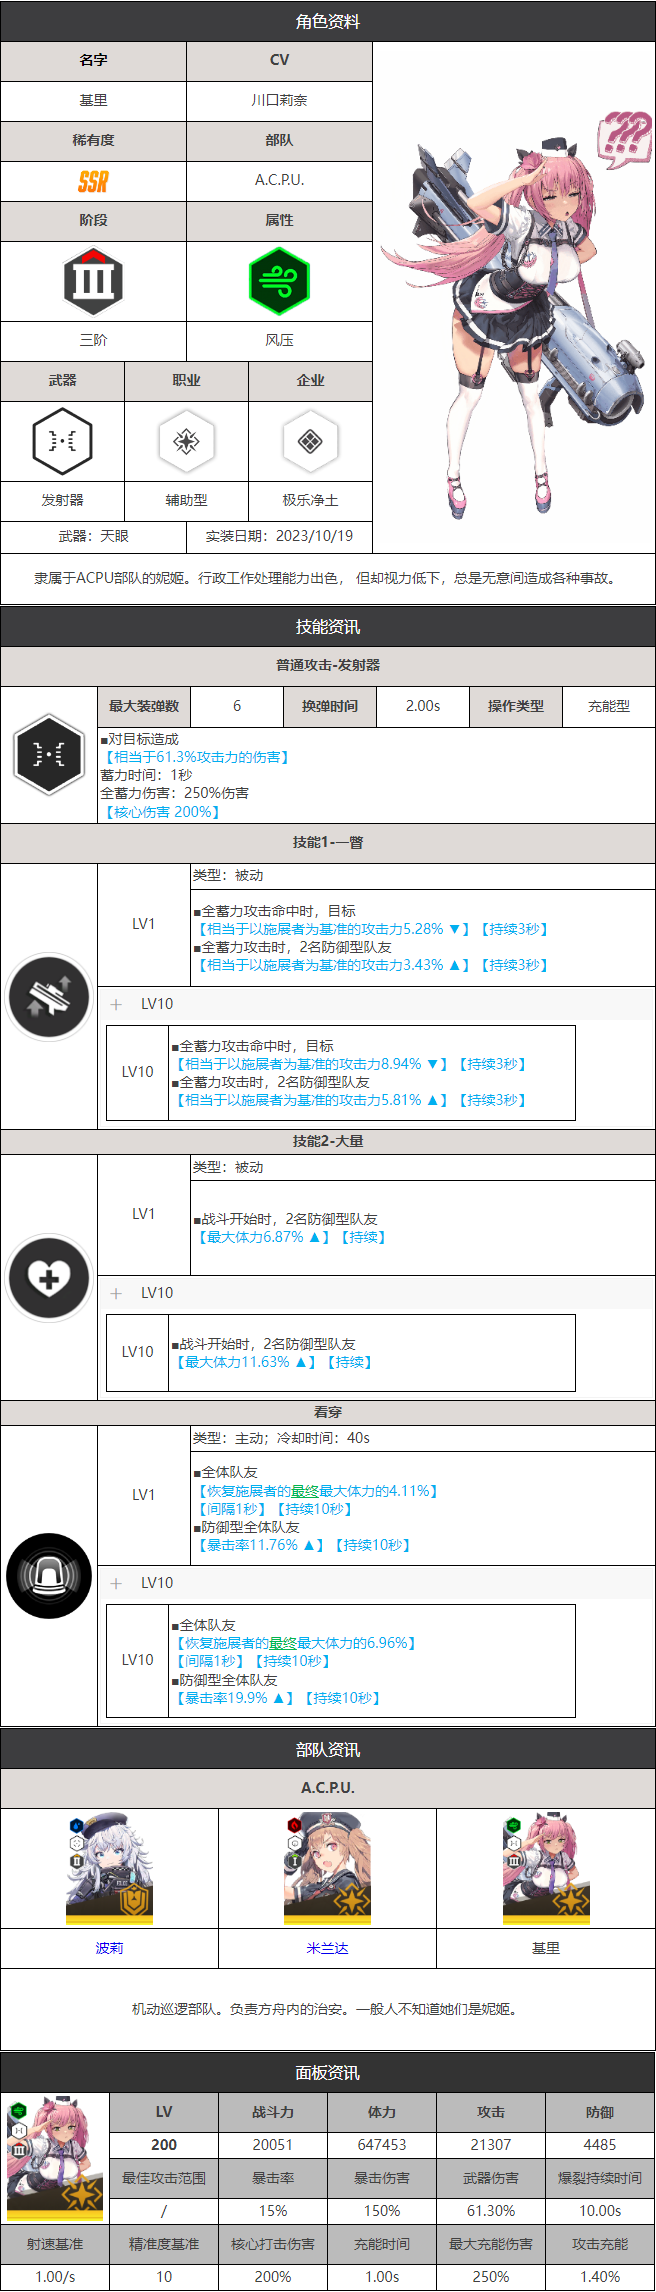 角色资料
名字 CV
基里 川口莉奈
稀有度 部队
SSR A.C.P.U.
阶段 属性
三阶 风压
武器 职业 企业
发射器 辅助型 极乐净土
武器：天眼 实装日期：2023/10/19
???
隶属于ACPU部队的妮姬。行政工作处理能力出色， 但却视力低下，总是无意间造成各种事故。
技能资讯
普通攻击-发射器
最大装弹数 6 换弹时间 2.00s 操作类型 充能型
■对目标造成
【相当于61.3%攻击力的伤害】
蓄力时间：1秒
全蓄力伤害：250%伤害
【核心伤害 200%】
技能1-一瞥
类型：被动
LV1
■全蓄力攻击命中时，目标
【相当于以施展者为基准的攻击力5.28% ▼】【持续3秒】
■全蓄力攻击时，2名防御型队友
【相当于以施展者为基准的攻击力3.43% ▲】【持续3秒】
+ LV10
LV10
■全蓄力攻击命中时，目标
【相当于以施展者为基准的攻击力8.94% ▼】【持续3秒】
■全蓄力攻击时，2名防御型队友
【相当于以施展者为基准的攻击力5.81% ▲】【持续3秒】
技能2-大量
类型：被动
LV1
■战斗开始时，2名防御型队友
【最大体力6.87% ▲】【持续】
+ LV10
LV10
■战斗开始时，2名防御型队友
【最大体力11.63% ▲】【持续】
看穿
类型：主动；冷却时间：40s
LV1
■全体队友
【恢复施展者的最终最大体力的4.11%】
【间隔1秒】【持续10秒】
■防御型全体队友
【暴击率11.76% ▲】【持续10秒】
+ LV10
LV10
■全体队友
【恢复施展者的最终最大体力的6.96%】
【间隔1秒】【持续10秒】
■防御型全体队友
【暴击率19.9% ▲】【持续10秒】
部队资讯
A.C.P.U.
波莉 米兰达 基里
机动巡逻部队。负责方舟内的治安。一般人不知道她们是妮姬。
面板资讯
LV 战斗力 体力 攻击 防御
200 20051 647453 21307 4485
最佳攻击范围 暴击率 暴击伤害 武器伤害 爆裂持续时间
/ 15% 150% 61.30% 10.00s
射速基准 精准度基准 核心打击伤害 充能时间 最大充能伤害 攻击充能
1.00/s 10 200% 1.00s 250% 1.40%